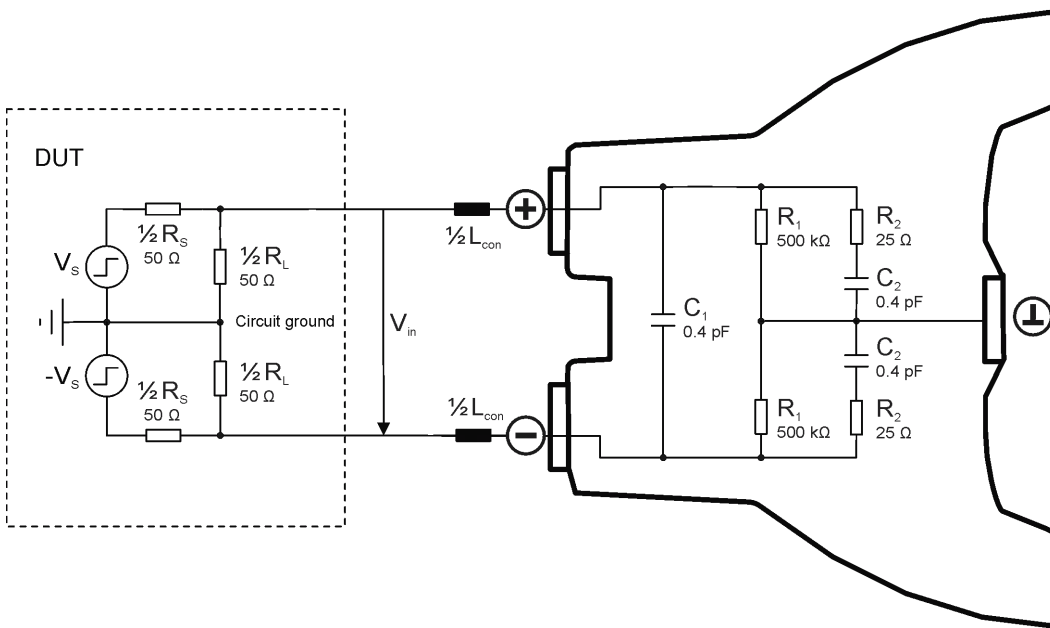 DUT
½ R_S
50 Ω
V_S
½ R_L
50 Ω
Circuit ground
-V_S
½ R_S
50 Ω
½ R_L
50 Ω
V_in
½ L_con
+
½ L_con
−
C_1
0.4 pF
R_1
500 kΩ
R_2
25 Ω
C_2
0.4 pF
C_2
0.4 pF
R_1
500 kΩ
R_2
25 Ω